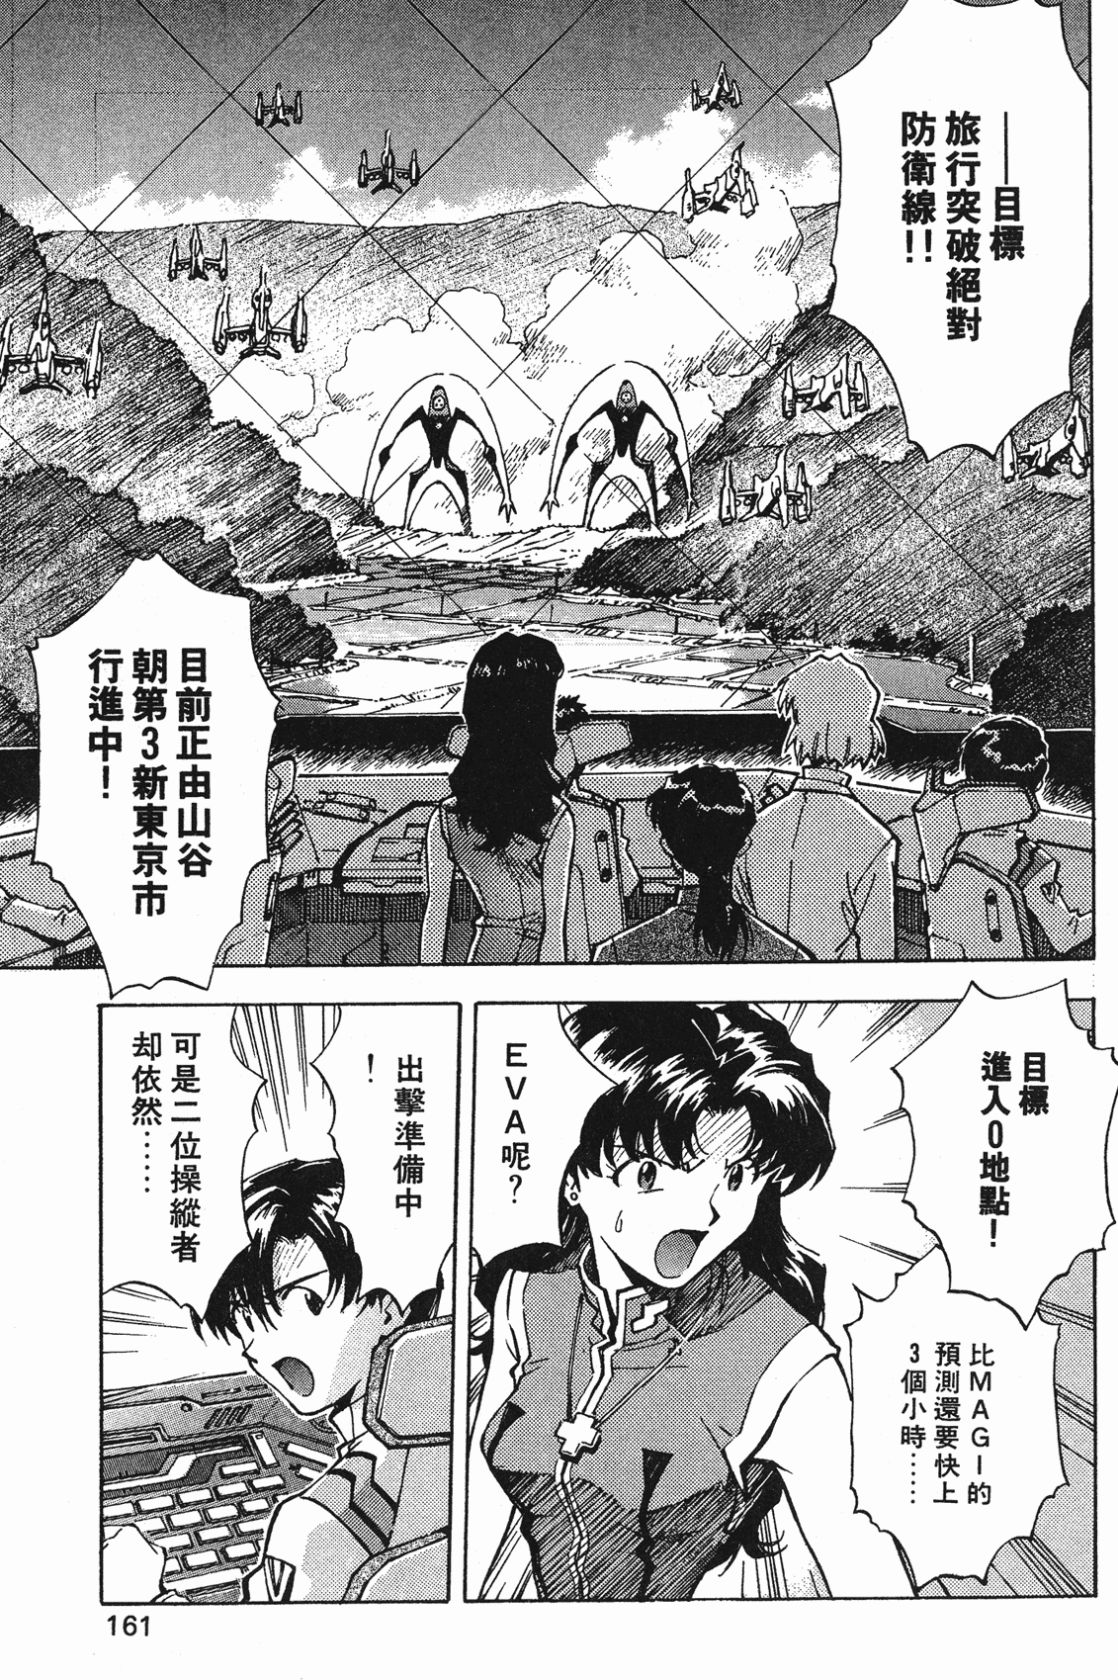 ——目標
旅行突破絕對
防衛線!!
目前正由山谷
朝第3新東京市
行進中!
目標
進入0地點!
比MAGI的
預測還要快上
3個小時……
EVA呢?
出擊準備中
!
可是二位操縱者
却依然……
161